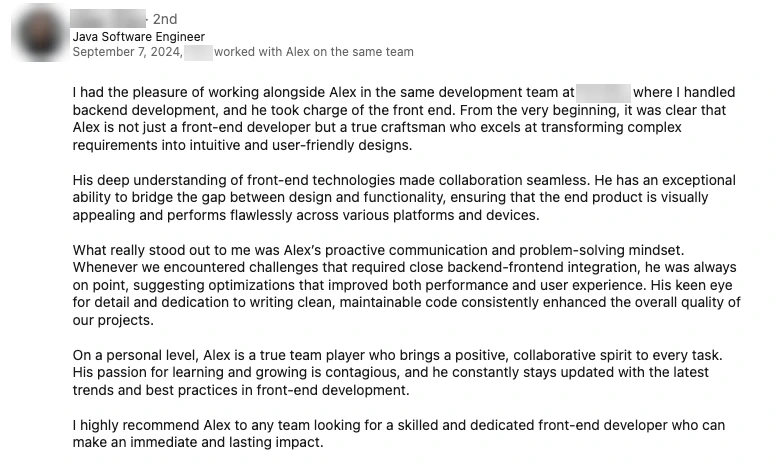 · 2nd
Java Software Engineer
September 7, 2024, worked with Alex on the same team
I had the pleasure of working alongside Alex in the same development team at where I handled
backend development, and he took charge of the front end. From the very beginning, it was clear that
Alex is not just a front-end developer but a true craftsman who excels at transforming complex
requirements into intuitive and user-friendly designs.
His deep understanding of front-end technologies made collaboration seamless. He has an exceptional
ability to bridge the gap between design and functionality, ensuring that the end product is visually
appealing and performs flawlessly across various platforms and devices.
What really stood out to me was Alex’s proactive communication and problem-solving mindset.
Whenever we encountered challenges that required close backend-frontend integration, he was always
on point, suggesting optimizations that improved both performance and user experience. His keen eye
for detail and dedication to writing clean, maintainable code consistently enhanced the overall quality of
our projects.
On a personal level, Alex is a true team player who brings a positive, collaborative spirit to every task.
His passion for learning and growing is contagious, and he constantly stays updated with the latest
trends and best practices in front-end development.
I highly recommend Alex to any team looking for a skilled and dedicated front-end developer who can
make an immediate and lasting impact.